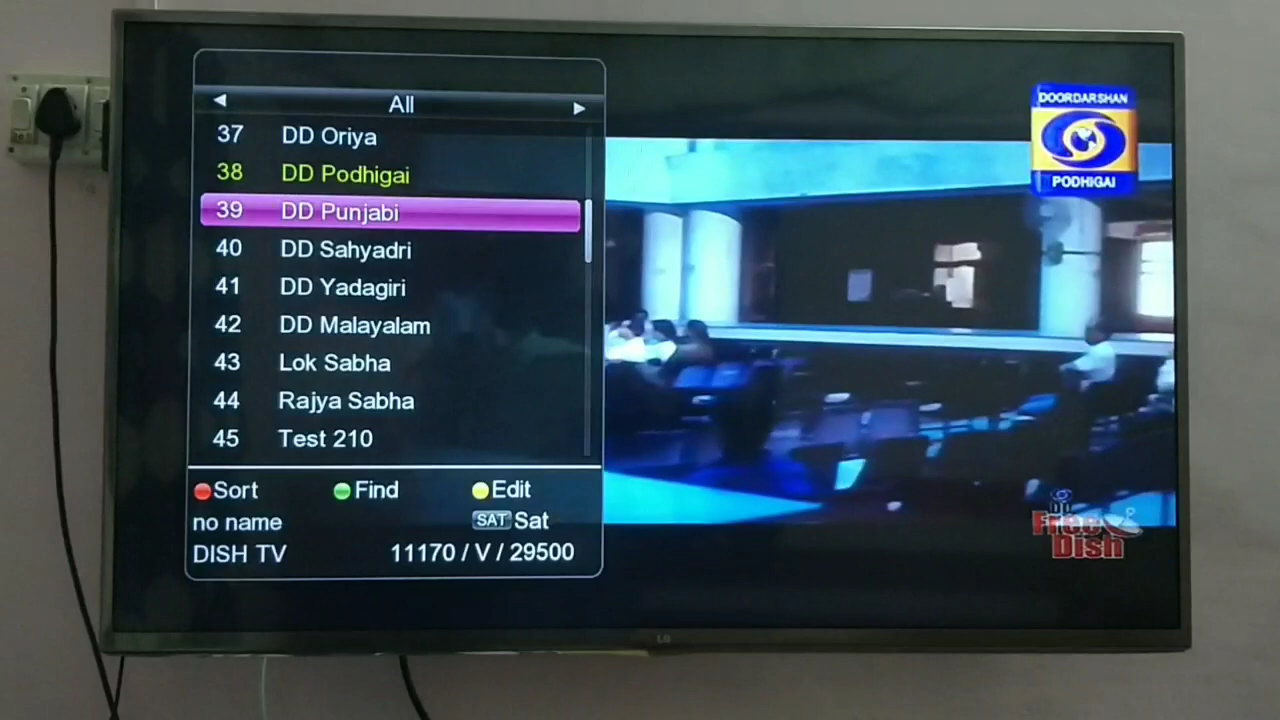 All
37 DD Oriya
38 DD Podhigai
39 DD Punjabi
40 DD Sahyadri
41 DD Yadagiri
42 DD Malayalam
43 Lok Sabha
44 Rajya Sabha
45 Test 210
Sort Find Edit
no name SAT Sat
DISH TV 11170 / V / 29500
DOORDARSHAN
PODHIGAI
DD
Free
Dish
LG